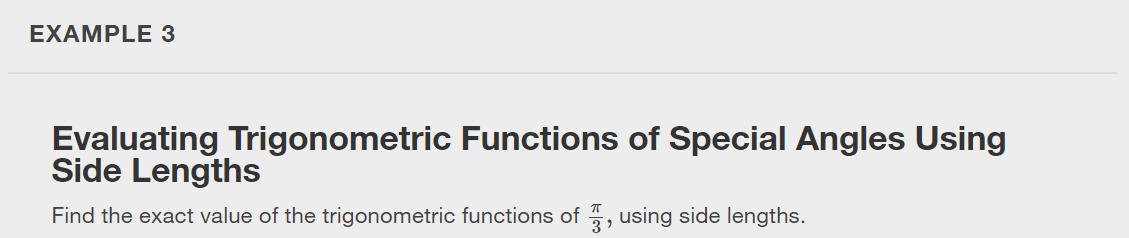 EXAMPLE 3
Evaluating Trigonometric Functions of Special Angles Using
Side Lengths
Find the exact value of the trigonometric functions of π/3, using side lengths.